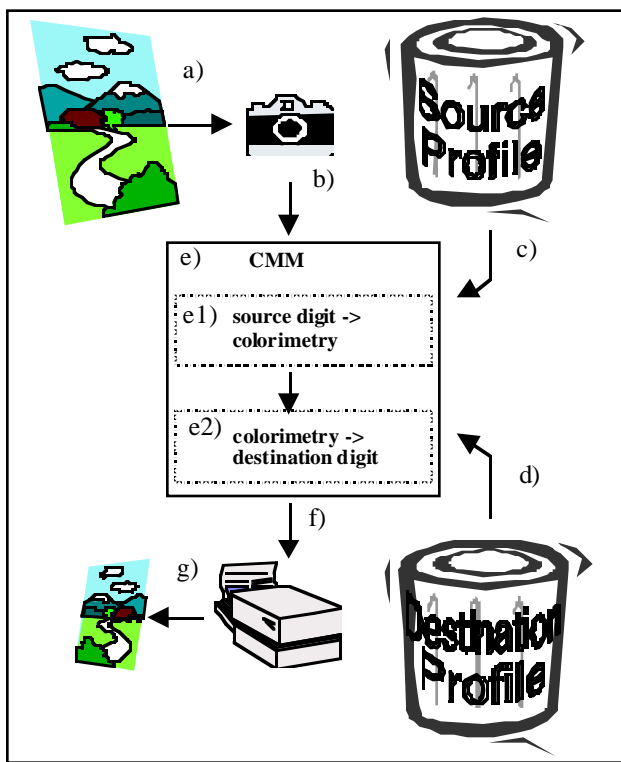 a)
Source
Profile
b)
c)
e) CMM
e1) source digit ->
colorimetry
e2) colorimetry ->
destination digit
d)
f)
g)
Destination
Profile